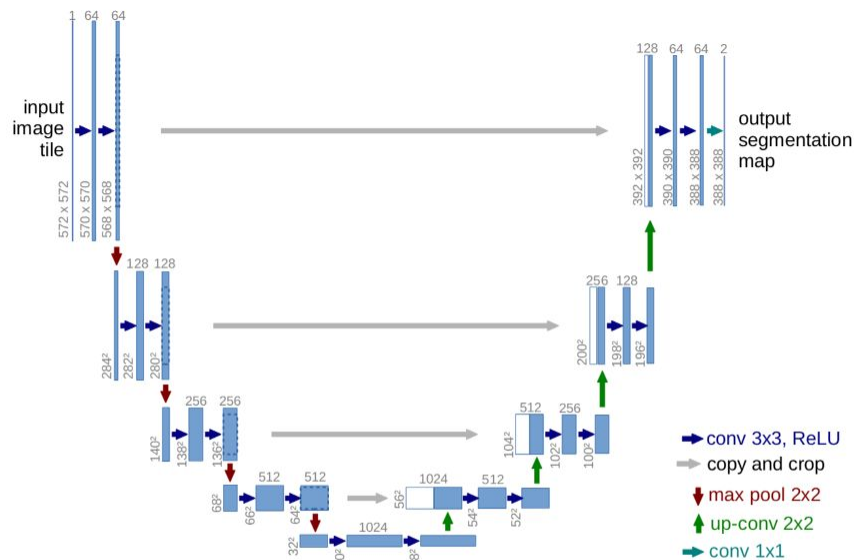 1 64 64
128 64 64 2
input
image
tile
output
segmentation
map
572 x 572
570 x 570
568 x 568
392 x 392
390 x 390
388 x 388
388 x 388
128 128
256 128
284²
282²
280²
200²
198²
196²
256 256
512 256
140²
138²
136²
104²
102²
100²
512 512
1024 512
68²
66²
64²
56²
54²
52²
1024
32²
conv 3x3, ReLU
copy and crop
max pool 2x2
up-conv 2x2
conv 1x1